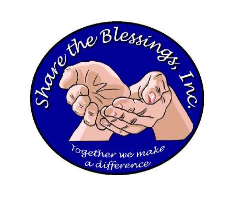 Share the Blessings, Inc.
Together we make
a difference